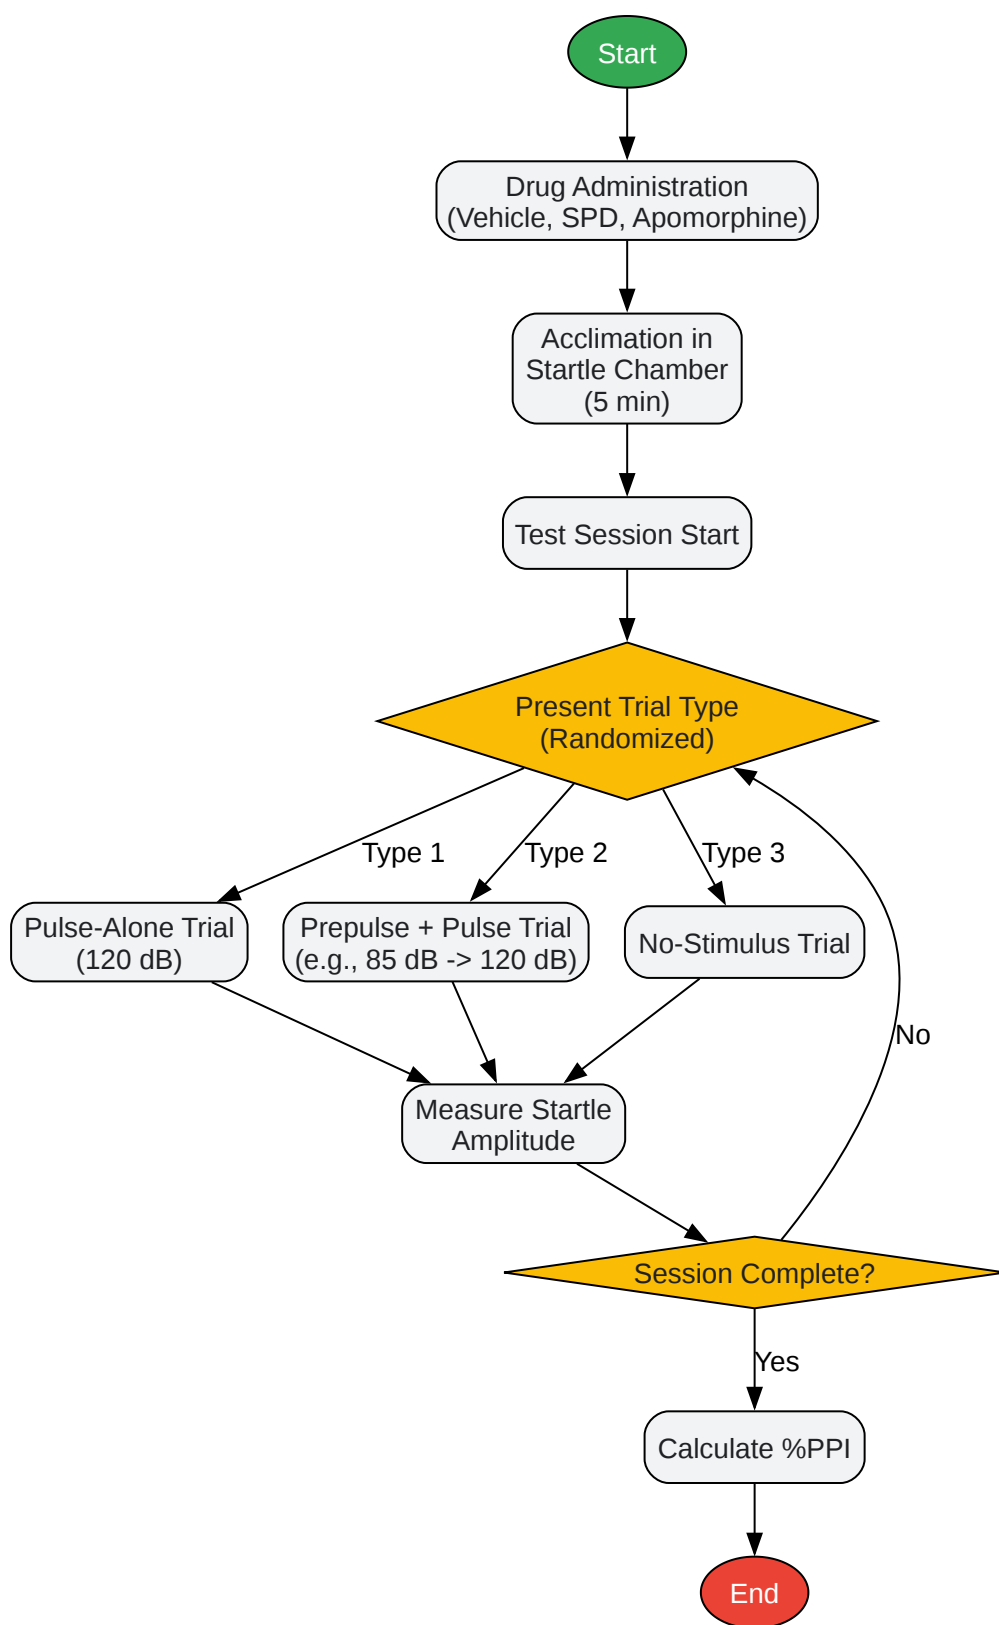 Start
Drug Administration
(Vehicle, SPD, Apomorphine)
Acclimation in
Startle Chamber
(5 min)
Test Session Start
Present Trial Type
(Randomized)
Type 1
Type 2
Type 3
Pulse-Alone Trial
(120 dB)
Prepulse + Pulse Trial
(e.g., 85 dB -> 120 dB)
No-Stimulus Trial
No
Measure Startle
Amplitude
Session Complete?
Yes
Calculate %PPI
End